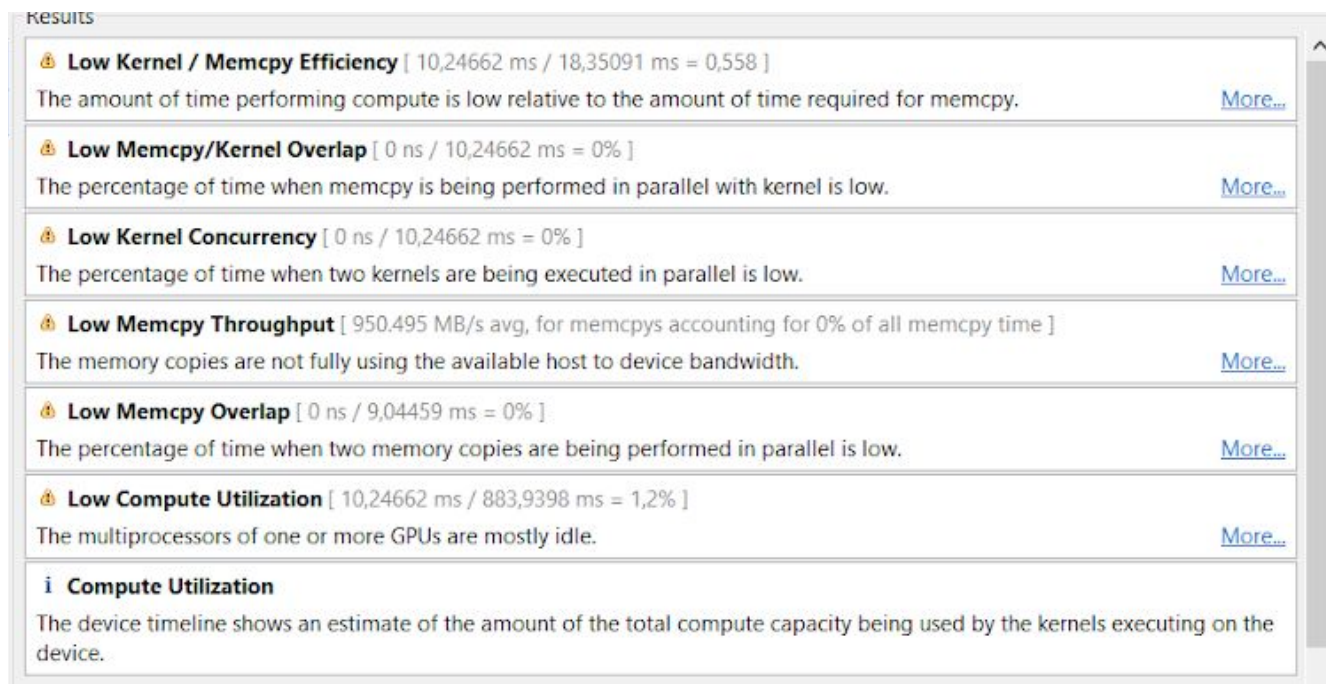 Results
Low Kernel / Memcpy Efficiency [ 10,24662 ms / 18,35091 ms = 0,558 ]
The amount of time performing compute is low relative to the amount of time required for memcpy. More...
Low Memcpy/Kernel Overlap [ 0 ns / 10,24662 ms = 0% ]
The percentage of time when memcpy is being performed in parallel with kernel is low. More...
Low Kernel Concurrency [ 0 ns / 10,24662 ms = 0% ]
The percentage of time when two kernels are being executed in parallel is low. More...
Low Memcpy Throughput [ 950.495 MB/s avg, for memcpys accounting for 0% of all memcpy time ]
The memory copies are not fully using the available host to device bandwidth. More...
Low Memcpy Overlap [ 0 ns / 9,04459 ms = 0% ]
The percentage of time when two memory copies are being performed in parallel is low. More...
Low Compute Utilization [ 10,24662 ms / 883,9398 ms = 1,2% ]
The multiprocessors of one or more GPUs are mostly idle. More...
i Compute Utilization
The device timeline shows an estimate of the amount of the total compute capacity being used by the kernels executing on the
device.